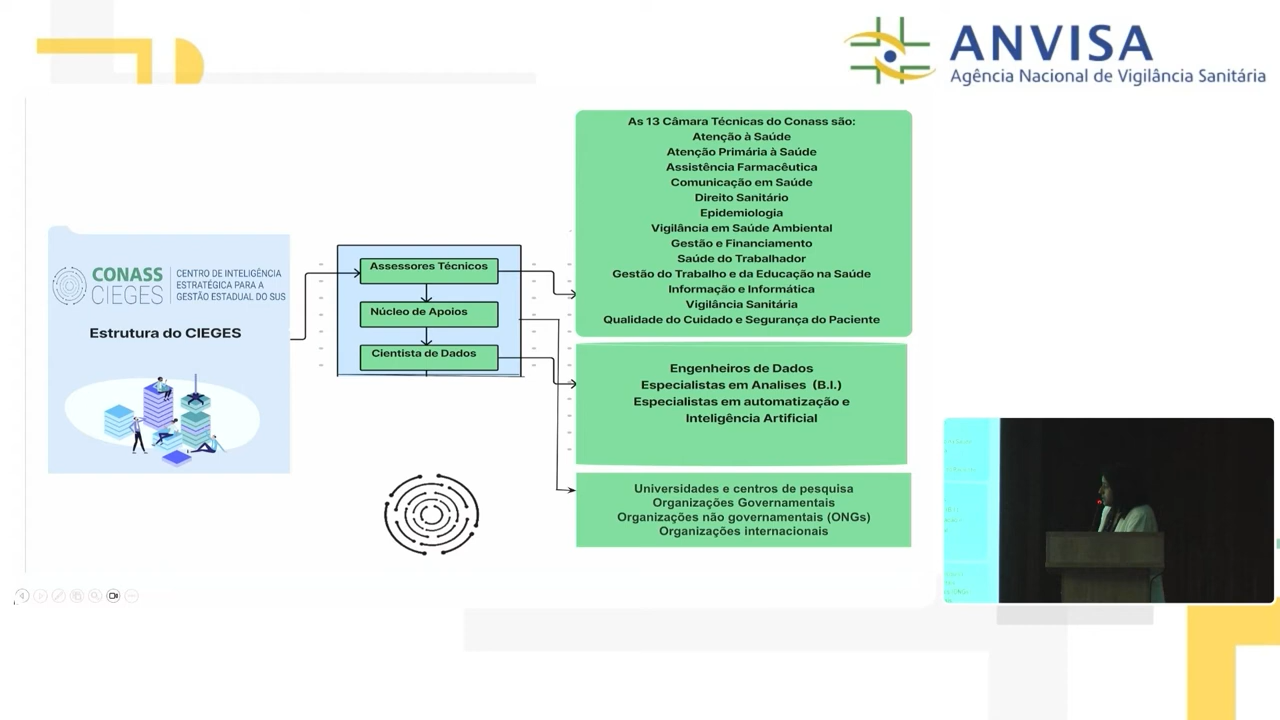 ANVISA
Agência Nacional de Vigilância Sanitária
CONASS
CIEGES
CENTRO DE INTELIGÊNCIA
ESTRATÉGICA PARA A
GESTÃO ESTADUAL DO SUS
Estrutura do CIEGES
Assessores Técnicos
Núcleo de Apoios
Cientista de Dados
As 13 Câmara Técnicas do Conass são:
Atenção à Saúde
Atenção Primária à Saúde
Assistência Farmacêutica
Comunicação em Saúde
Direito Sanitário
Epidemiologia
Vigilância em Saúde Ambiental
Gestão e Financiamento
Saúde do Trabalhador
Gestão do Trabalho e da Educação na Saúde
Informação e Informática
Vigilância Sanitária
Qualidade do Cuidado e Segurança do Paciente
Engenheiros de Dados
Especialistas em Analises (B.I.)
Especialistas em automatização e
Inteligência Artificial
Universidades e centros de pesquisa
Organizações Governamentais
Organizações não governamentais (ONGs)
Organizações internacionais